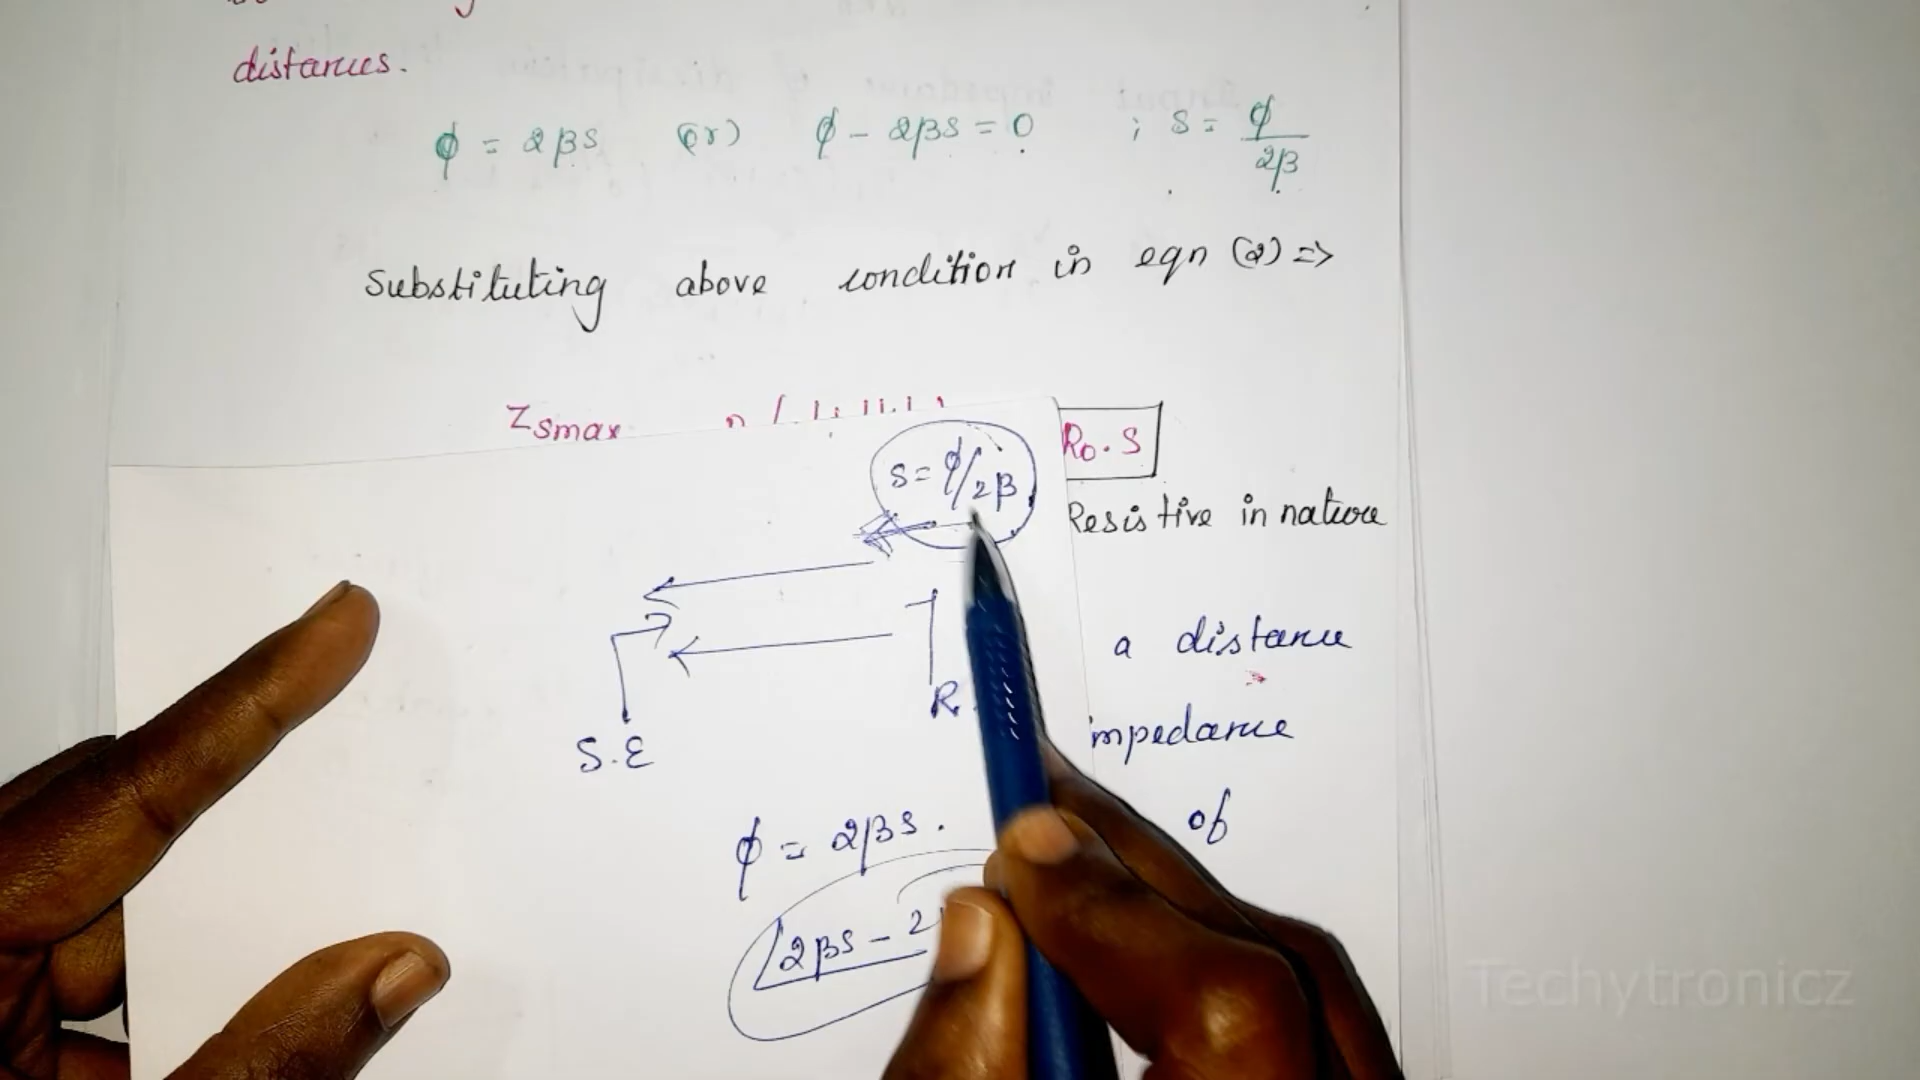 distances.
ϕ = 2βs (or) ϕ - 2βs = 0 ; s = ϕ/2β
Substituting above condition in eqn (2) =>
Zsmax R0 . S
s = ϕ/2β
Resistive in nature
a distance
R.
impedance
S.E
ϕ = 2βs .
of
2βs - 2
Techytronicz